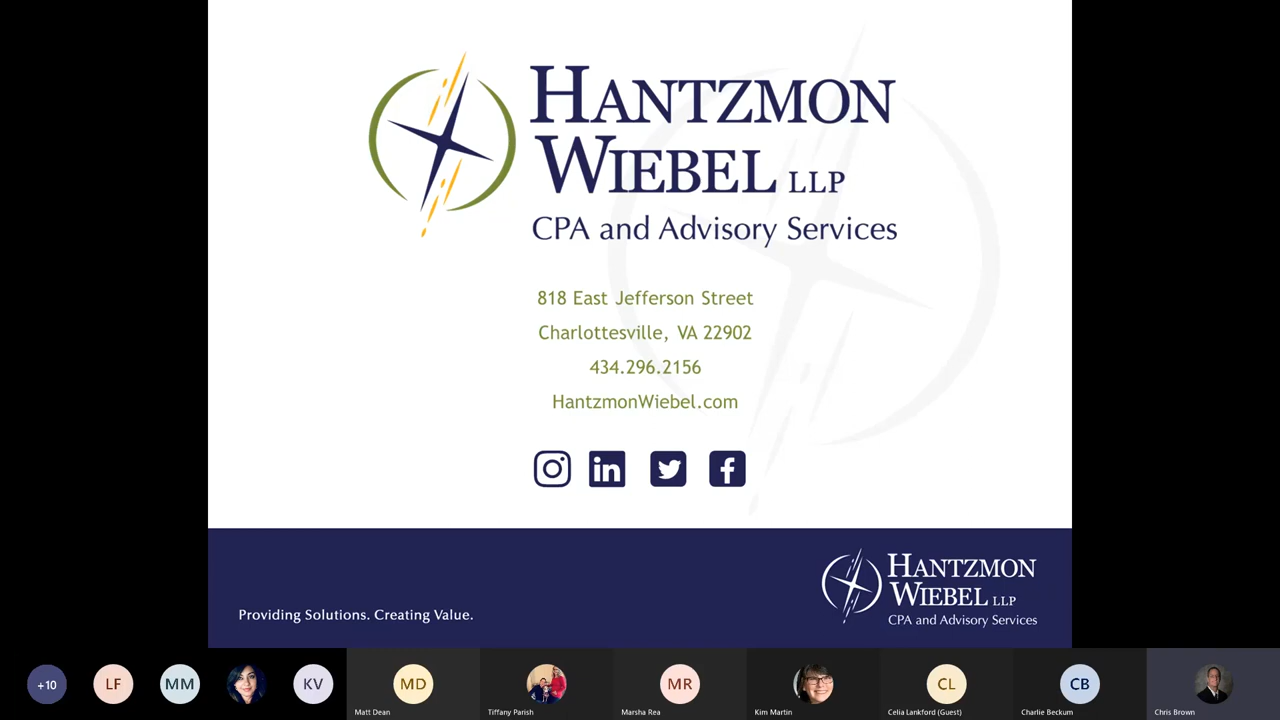 HANTZMON
WIEBEL LLP
CPA and Advisory Services
818 East Jefferson Street
Charlottesville, VA 22902
434.296.2156
HantzmonWiebel.com
in
f
Providing Solutions. Creating Value.
HANTZMON
WIEBEL LLP
CPA and Advisory Services
+10
LF
MM
KV
MD
MR
CL
CB
Matt Dean
Tiffany Parish
Marsha Rea
Kim Martin
Celia Lankford (Guest)
Charlie Beckum
Chris Brown